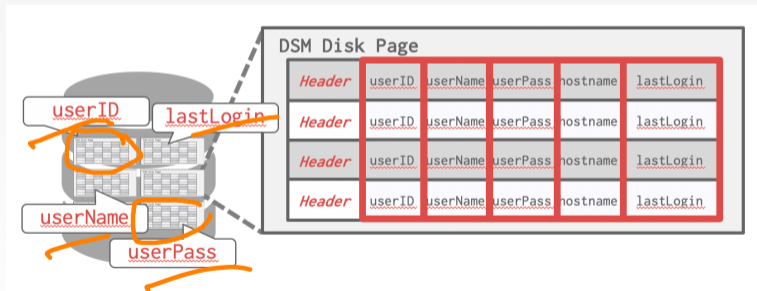 DSM Disk Page
userID
lastLogin
userName
userPass
Header userID userName userPass hostname lastLogin
Header userID userName userPass hostname lastLogin
Header userID userName userPass hostname lastLogin
Header userID userName userPass hostname lastLogin